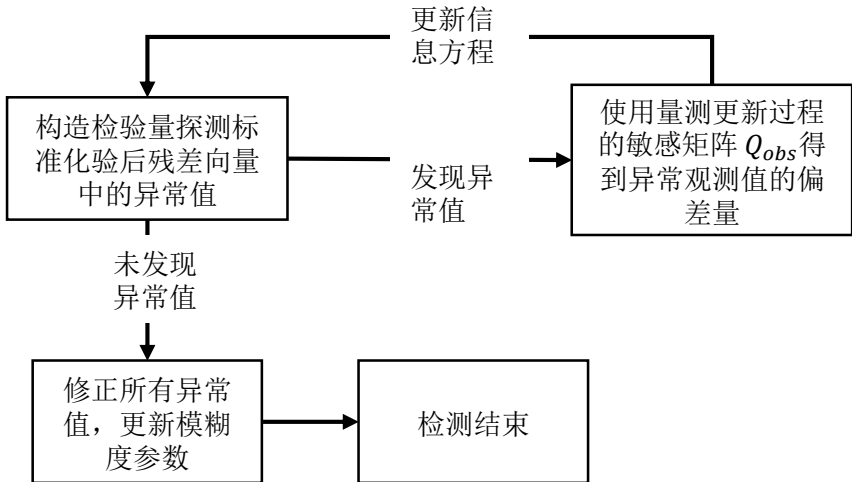 更新信
息方程
构造检验量探测标
准化验后残差向量
中的异常值
发现异
常值
使用量测更新过程
的敏感矩阵 Q_{obs} 得
到异常观测值的偏
差量
未发现
异常值
修正所有异常
值，更新模糊
度参数
检测结束